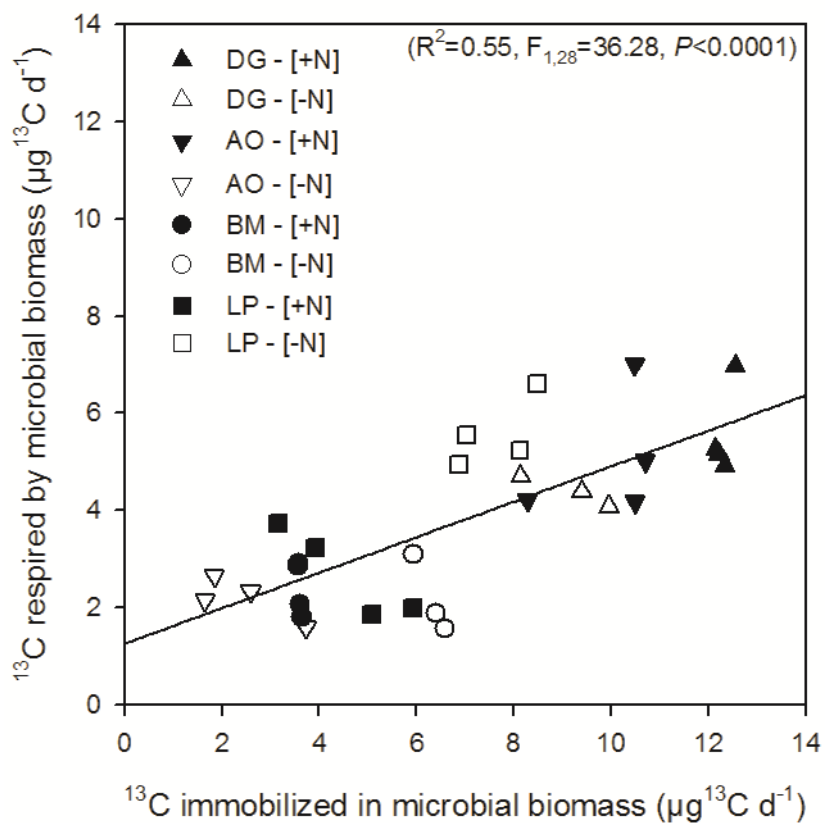 (R²=0.55, F₁,₂₈=36.28, P<0.0001)
DG - [+N]
DG - [-N]
AO - [+N]
AO - [-N]
BM - [+N]
BM - [-N]
LP - [+N]
LP - [-N]
¹³C respired by microbial biomass (µg¹³C d⁻¹)
14
12
10
8
6
4
2
0
0 2 4 6 8 10 12 14
¹³C immobilized in microbial biomass (µg¹³C d⁻¹)